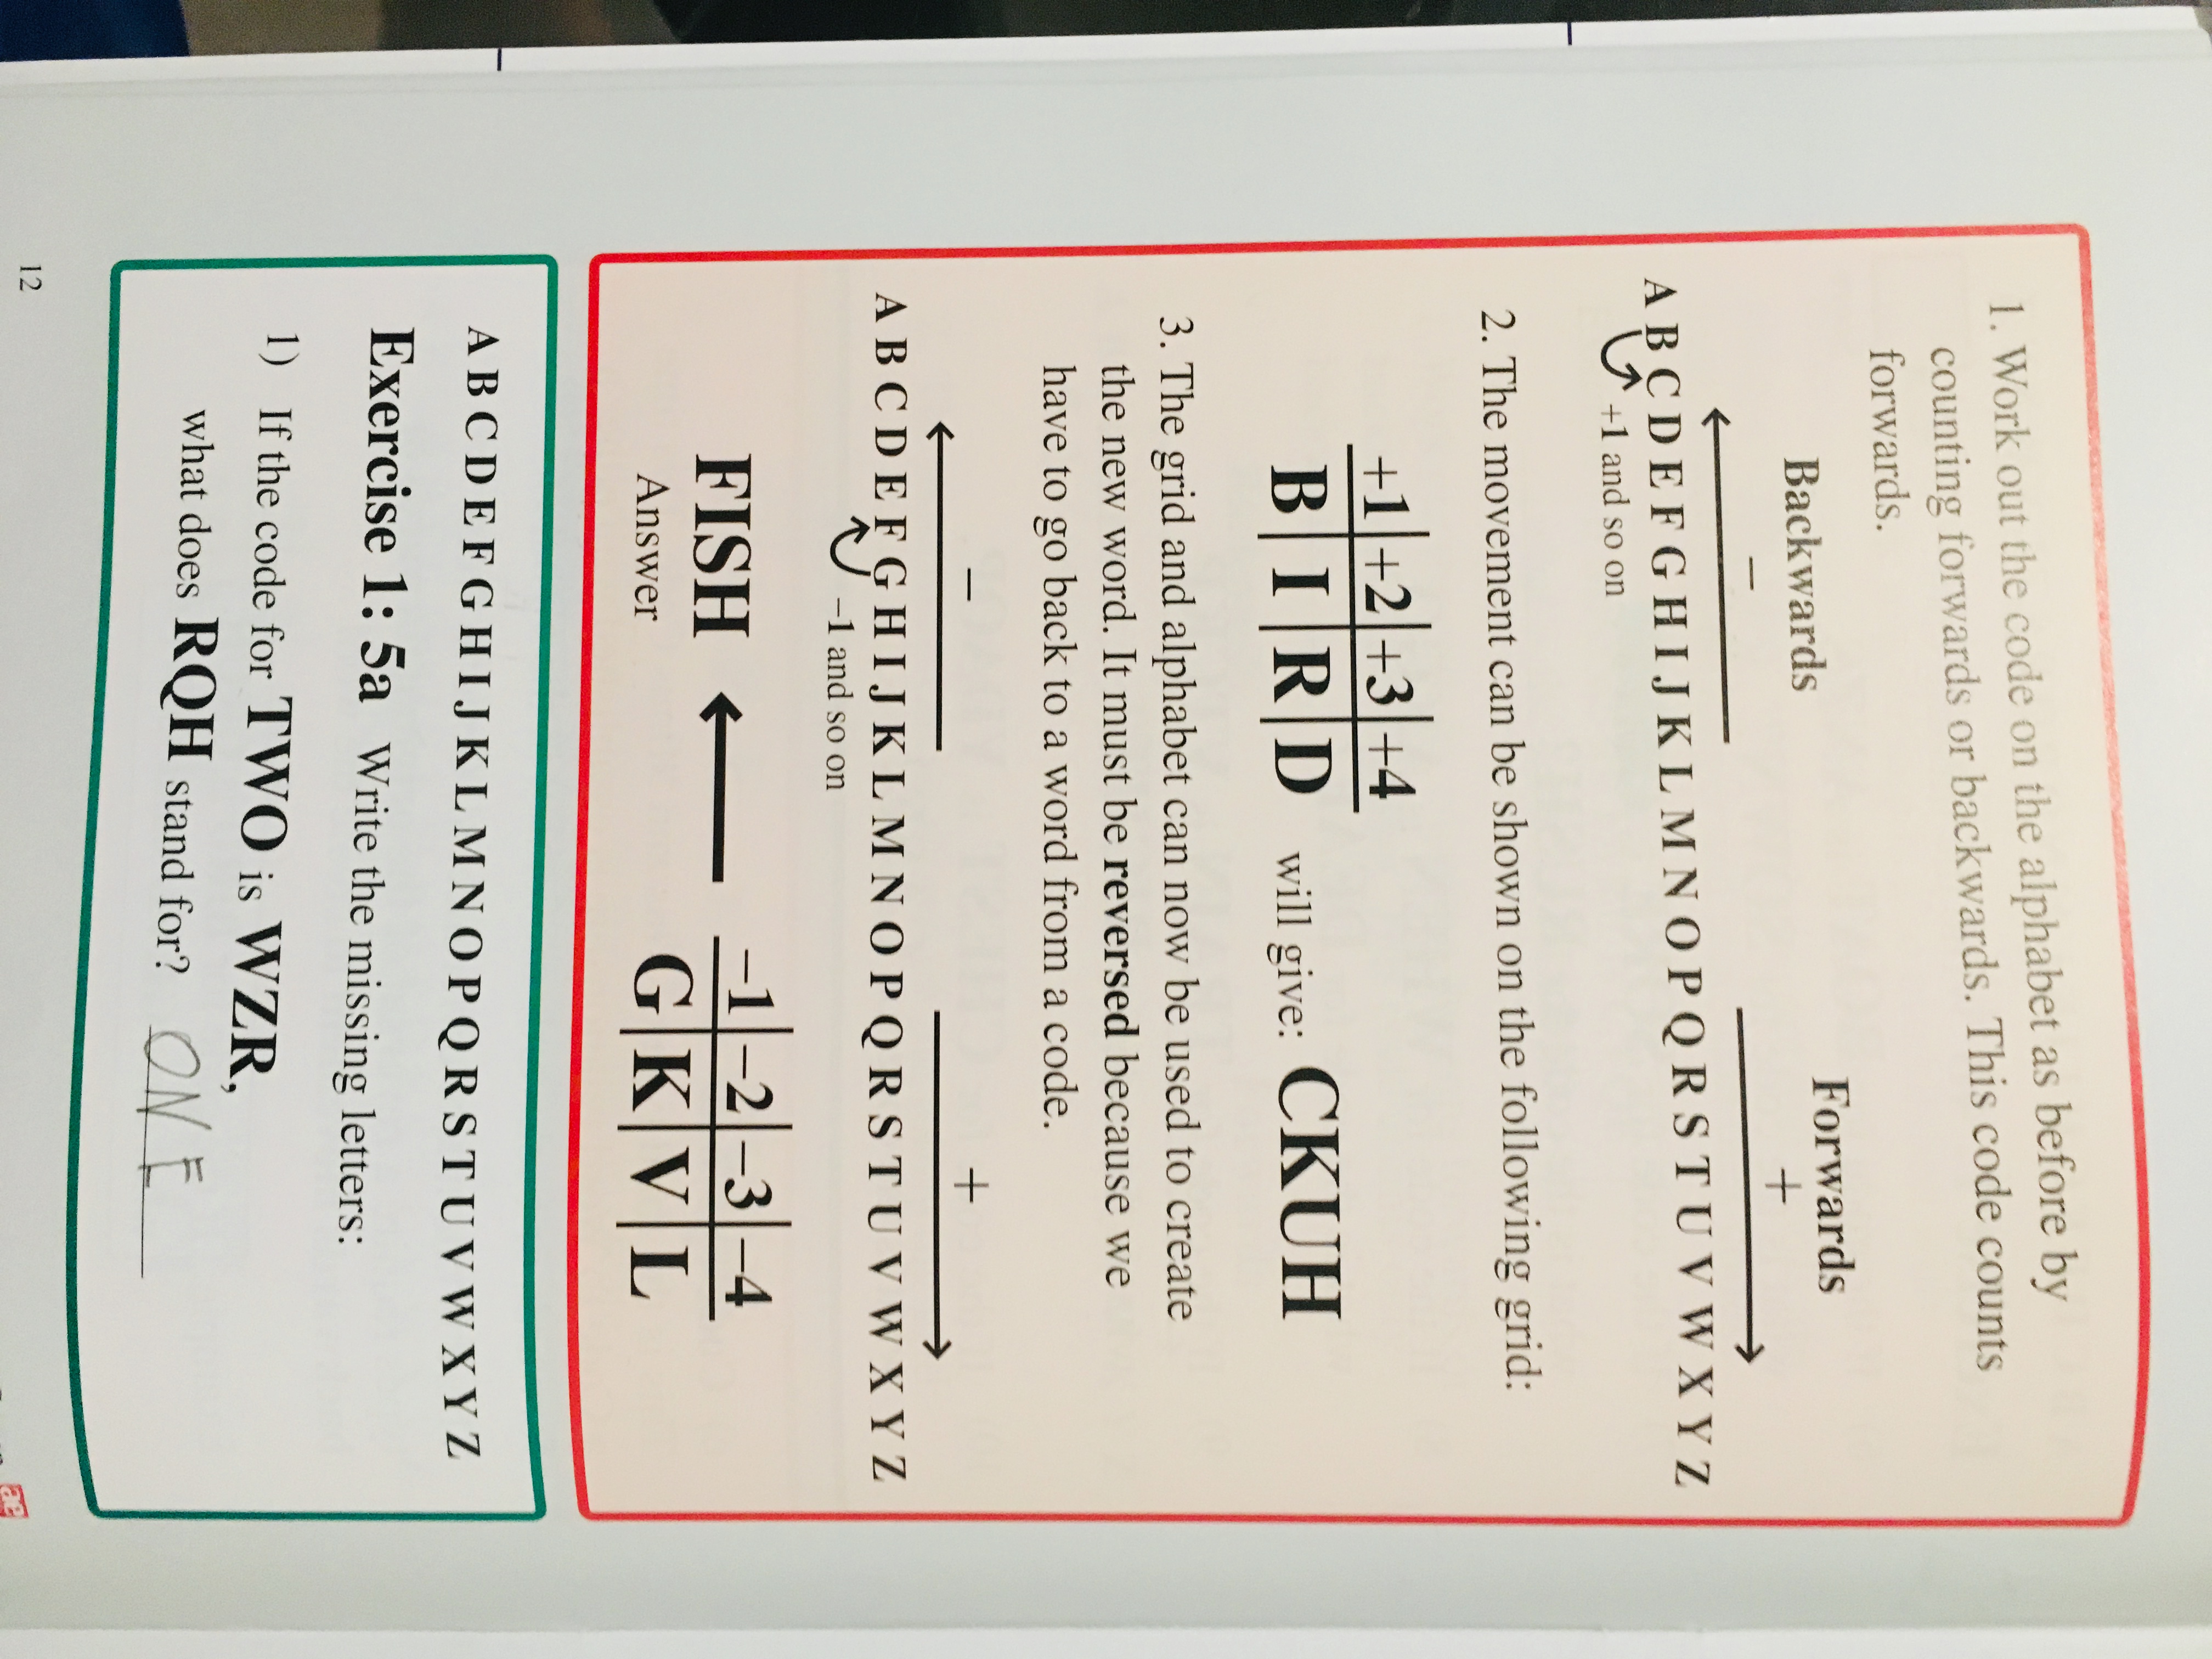 1. Work out the code on the alphabet as before by
counting forwards or backwards. This code counts
forwards.
Backwards Forwards
− +
A B C D E F G H I J K L M N O P Q R S T U V W X Y Z
+1 and so on
2. The movement can be shown on the following grid:
+1 +2 +3 +4
B I R D will give: CKUH
3. The grid and alphabet can now be used to create
the new word. It must be reversed because we
have to go back to a word from a code.
− +
A B C D E F G H I J K L M N O P Q R S T U V W X Y Z
−1 and so on
−1 −2 −3 −4
FISH G K V L
Answer
A B C D E F G H I J K L M N O P Q R S T U V W X Y Z
Exercise 1: 5a Write the missing letters:
1) If the code for TWO is WZR,
what does RQH stand for? ONE
12
ae